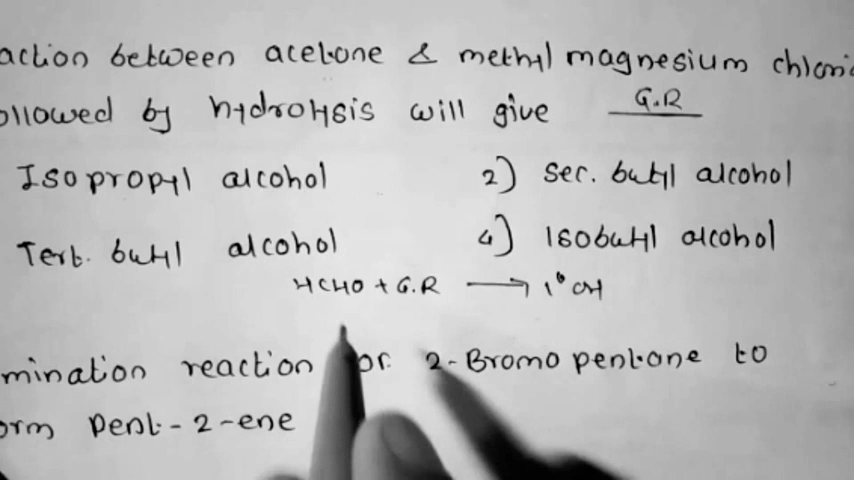 action between acetone & methyl magnesium chlori
ollowed by hydrolysis will give G.R
Isopropyl alcohol 2) Sec. butyl alcohol
Tert. butyl alcohol 4) Isobutyl alcohol
HCHO + G.R → 1° OH
mination reaction for 2-Bromo pentane to
orm pent-2-ene